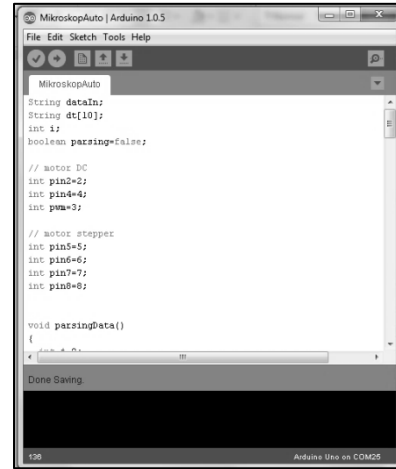 MikroskopAuto | Arduino 1.0.5
File Edit Sketch Tools Help
MikroskopAuto
String dataIn;
String dt[10];
int i;
boolean parsing=false;
// motor DC
int pin2=2;
int pin4=4;
int pwm=3;
// motor stepper
int pin5=5;
int pin6=6;
int pin7=7;
int pin8=8;
void parsingData()
{
Done Saving.
136
Arduino Uno on COM25